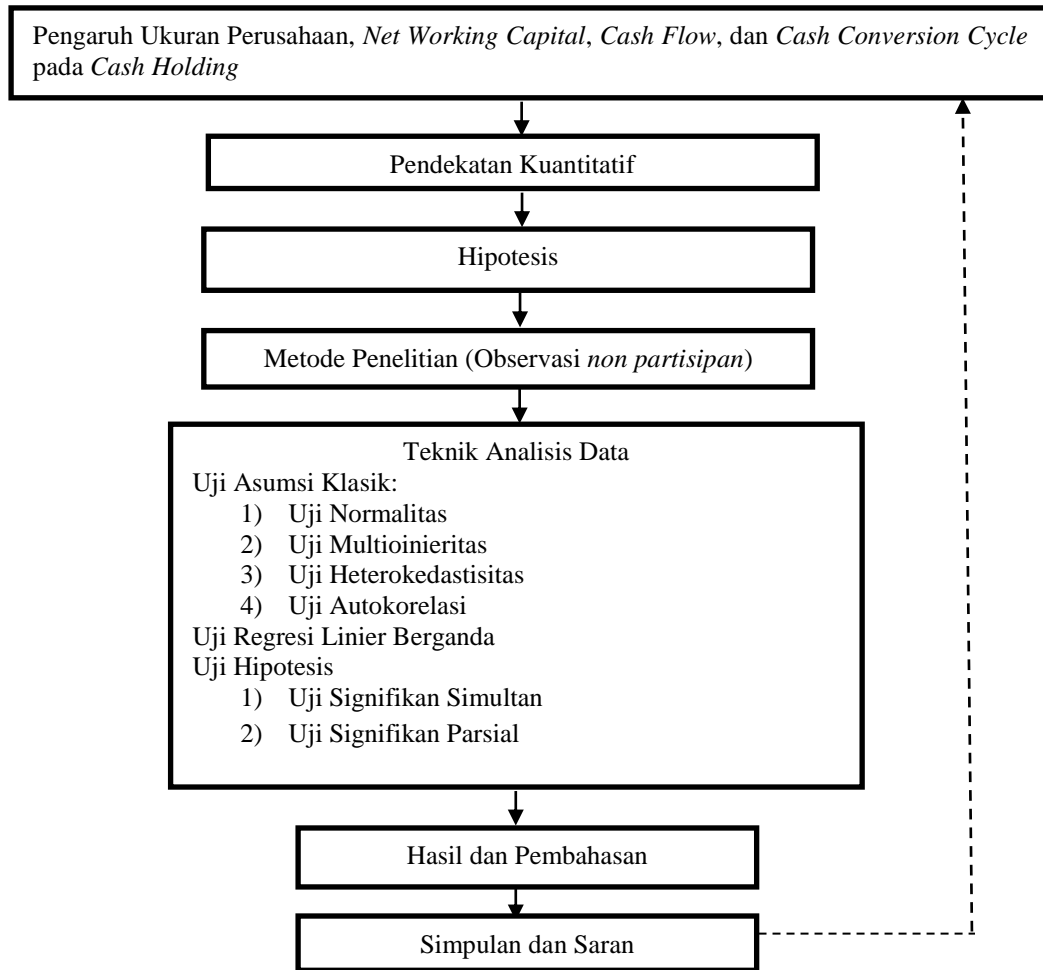 Pengaruh Ukuran Perusahaan, Net Working Capital, Cash Flow, dan Cash Conversion Cycle
pada Cash Holding
Pendekatan Kuantitatif
Hipotesis
Metode Penelitian (Observasi non partisipan)
Teknik Analisis Data
Uji Asumsi Klasik:
1) Uji Normalitas
2) Uji Multioinieritas
3) Uji Heterokedastisitas
4) Uji Autokorelasi
Uji Regresi Linier Berganda
Uji Hipotesis
1) Uji Signifikan Simultan
2) Uji Signifikan Parsial
Hasil dan Pembahasan
Simpulan dan Saran